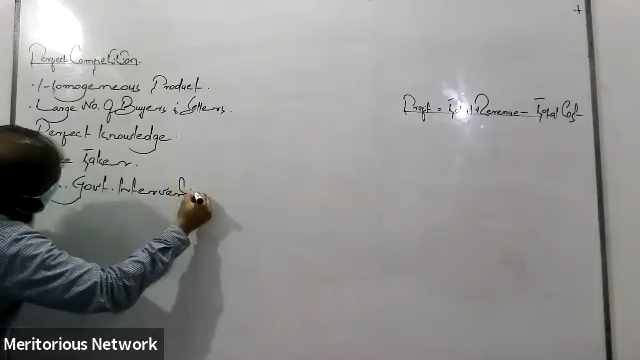 Perfect Competition
· Homogeneous Product.
· Large No. Of Buyers & Sellers.
Perfect Knowledge.
Taker.
Govt. Interven
Profit = Total Revenue - Total Cost
Meritorious Network